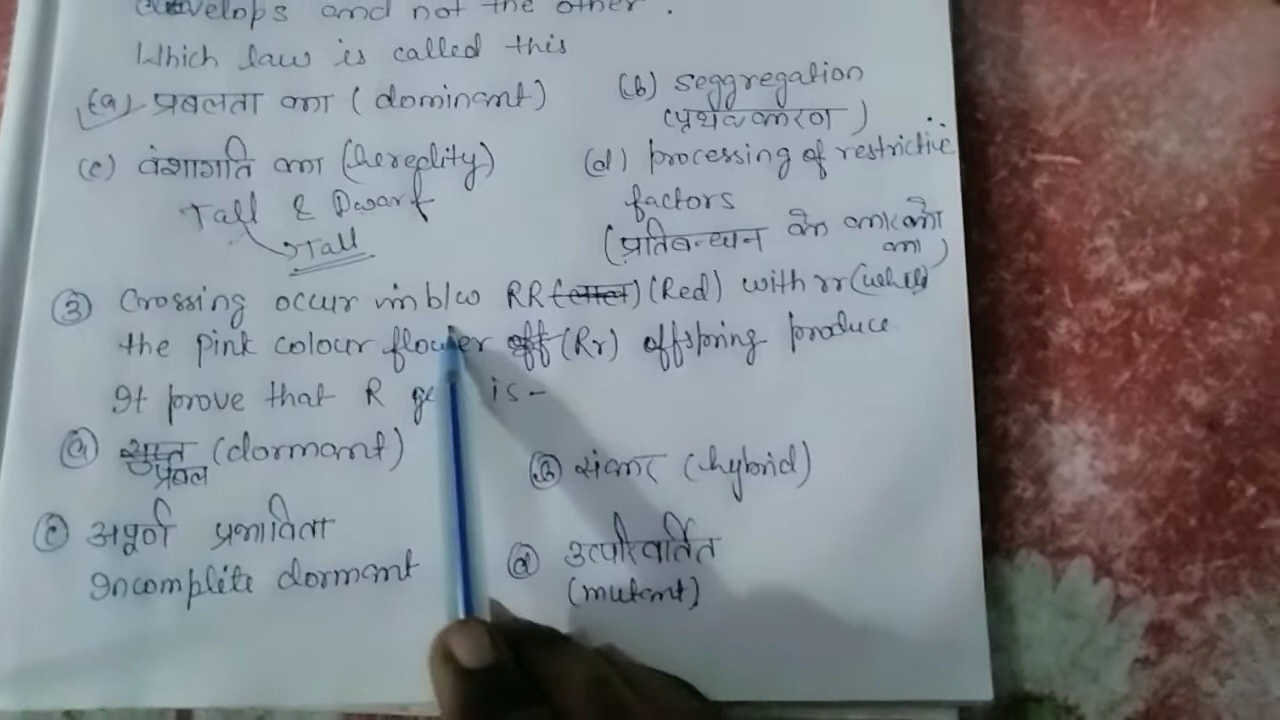 develops and not the other.
Which law is called this
(a) प्रबलता का (dominant) (b) seggregation
(पृथक्करण)
(c) वंशागति का (heredity) (d) processing of restrictive
Tall & Dwarf factors
Tall (प्रतिबन्धन के कारकों
का)
③ Crossing occur in b/w RR (Red) with rr (white)
the pink colour flower (Rr) offspring produce
It prove that R is -
ⓐ प्रबल (dormant) ⓑ संकर (hybrid)
ⓒ अपूर्ण प्रभाविता ⓓ उत्परिवर्तित
Incomplete dormant (mutant)